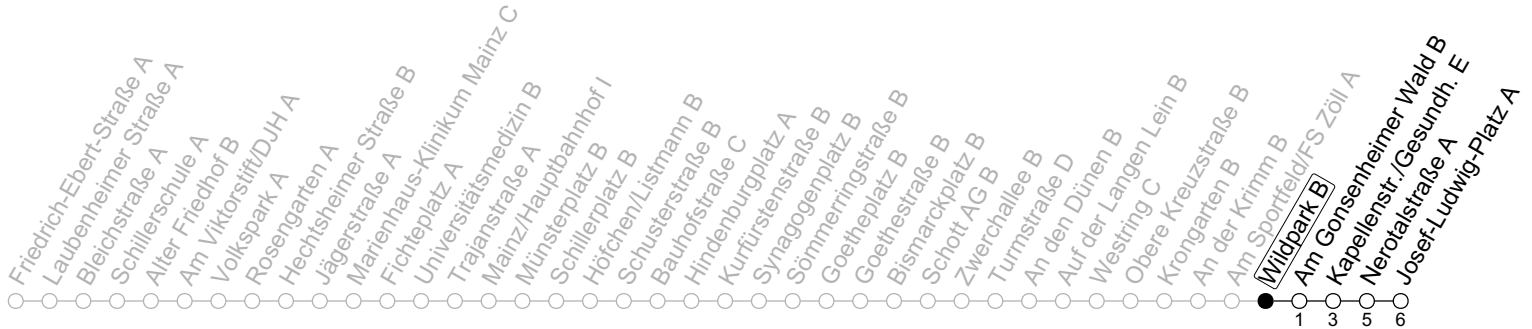 Friedrich-Ebert-Straße A
Laubenheimer Straße A
Bleichstraße A
Schillerschule A
Alter Friedhof B
Am Viktorstift/DJH A
Volkspark A
Rosengarten A
Hechtsheimer Straße B
Jägerstraße A
Marienhaus-Klinikum Mainz C
Fichteplatz A
Universitätsmedizin B
Trajanstraße A
Mainz/Hauptbahnhof I
Münsterplatz B
Schillerplatz B
Höfchen/Listmann B
Schusterstraße B
Bauhofstraße C
Hindenburgplatz A
Kurfürstenstraße B
Synagogenplatz B
Sömmerringstraße B
Goetheplatz B
Goethestraße B
Bismarckplatz B
Schott AG B
Zwerchallee B
Turmstraße D
An den Dünen B
Auf der Langen Lein B
Westring C
Obere Kreuzstraße B
Krongarten B
An der Krimm B
Am Sportfeld/FS Zöll A
Wildpark B
Am Gonsenheimer Wald B
Kapellenstr./Gesundh. E
Nerotalstraße A
Josef-Ludwig-Platz A
1 3 5 6